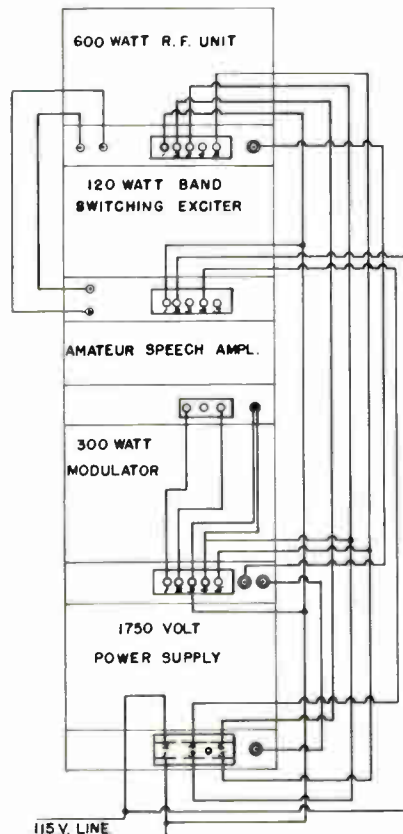 600 WATT R.F. UNIT
120 WATT BAND
SWITCHING EXCITER
AMATEUR SPEECH AMPL.
300 WATT
MODULATOR
1750 VOLT
POWER SUPPLY
115 V. LINE